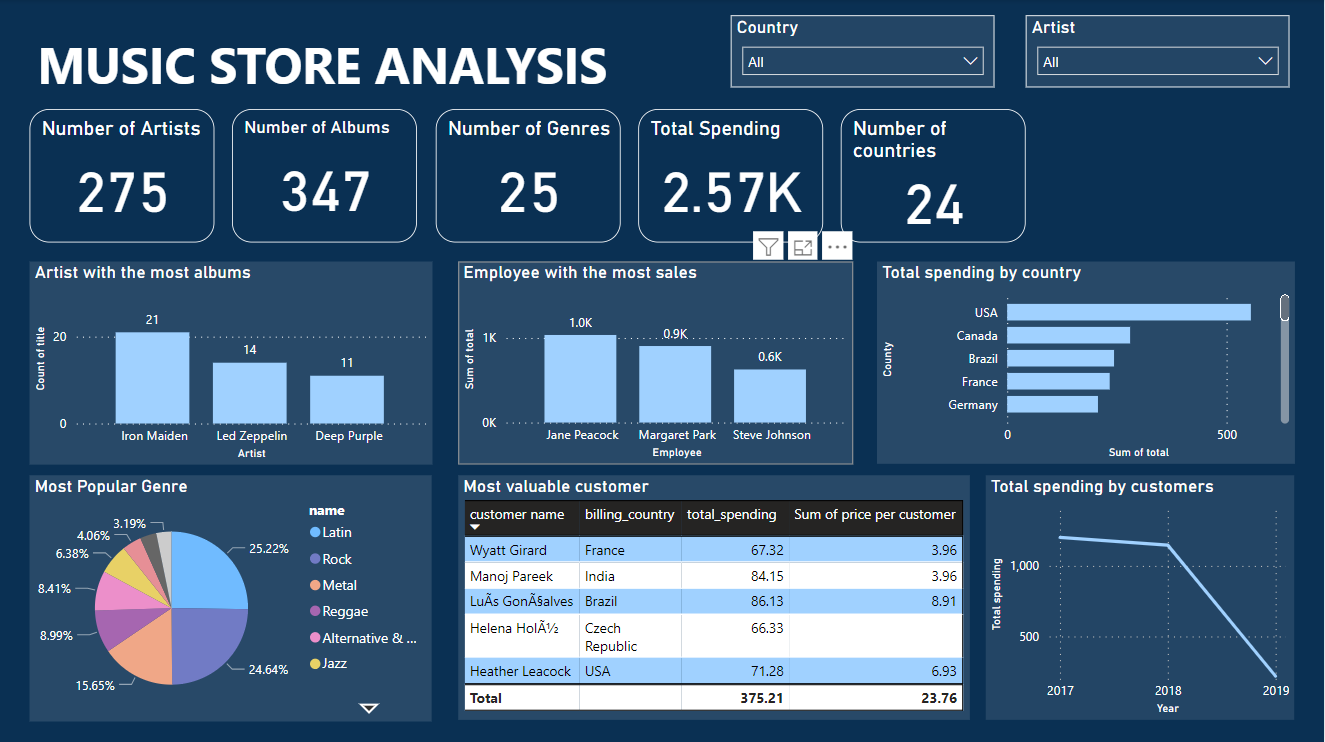 MUSIC STORE ANALYSIS
Country
All
Artist
All
Number of Artists
275
Number of Albums
347
Number of Genres
25
Total Spending
2.57K
Number of
countries
24
Artist with the most albums
Count of title
20
0
21
14
11
Iron Maiden
Led Zeppelin
Deep Purple
Artist
Employee with the most sales
Sum of total
1K
0K
1.0K
0.9K
0.6K
Jane Peacock
Margaret Park
Steve Johnson
Employee
Total spending by country
County
USA
Canada
Brazil
France
Germany
0
500
Sum of total
Most Popular Genre
3.19%
4.06%
6.38%
8.41%
8.99%
15.65%
25.22%
24.64%
name
Latin
Rock
Metal
Reggae
Alternative & ...
Jazz
Most valuable customer
customer name billing_country total_spending Sum of price per customer
Wyatt Girard France 67.32 3.96
Manoj Pareek India 84.15 3.96
LuÃs GonÃ§alves Brazil 86.13 8.91
Helena HolÃ½ Czech 66.33
Republic
Heather Leacock USA 71.28 6.93
Total 375.21 23.76
Total spending by customers
Total spending
1,000
500
2017
2018
2019
Year